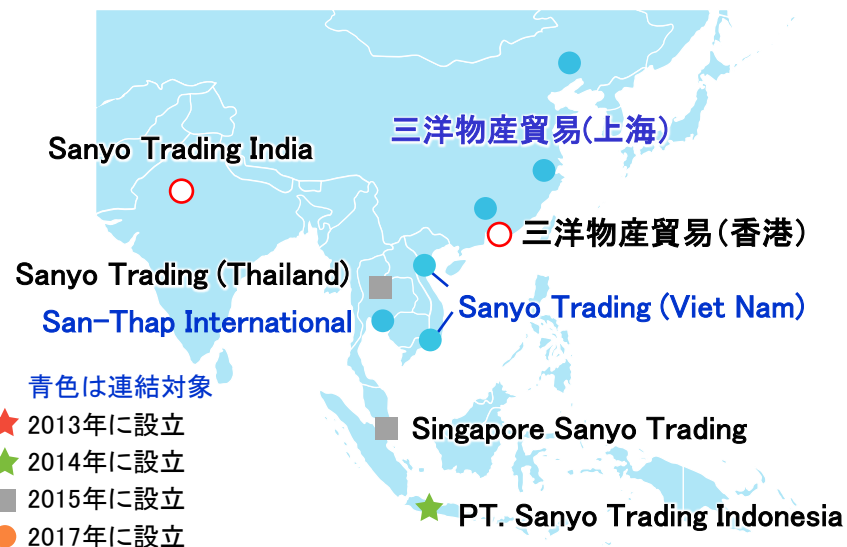 三洋物産貿易(上海)
Sanyo Trading India
三洋物産貿易(香港)
Sanyo Trading (Thailand)
San-Thap International
Sanyo Trading (Viet Nam)
青色は連結対象
2013年に設立
2014年に設立
2015年に設立
2017年に設立
Singapore Sanyo Trading
PT. Sanyo Trading Indonesia